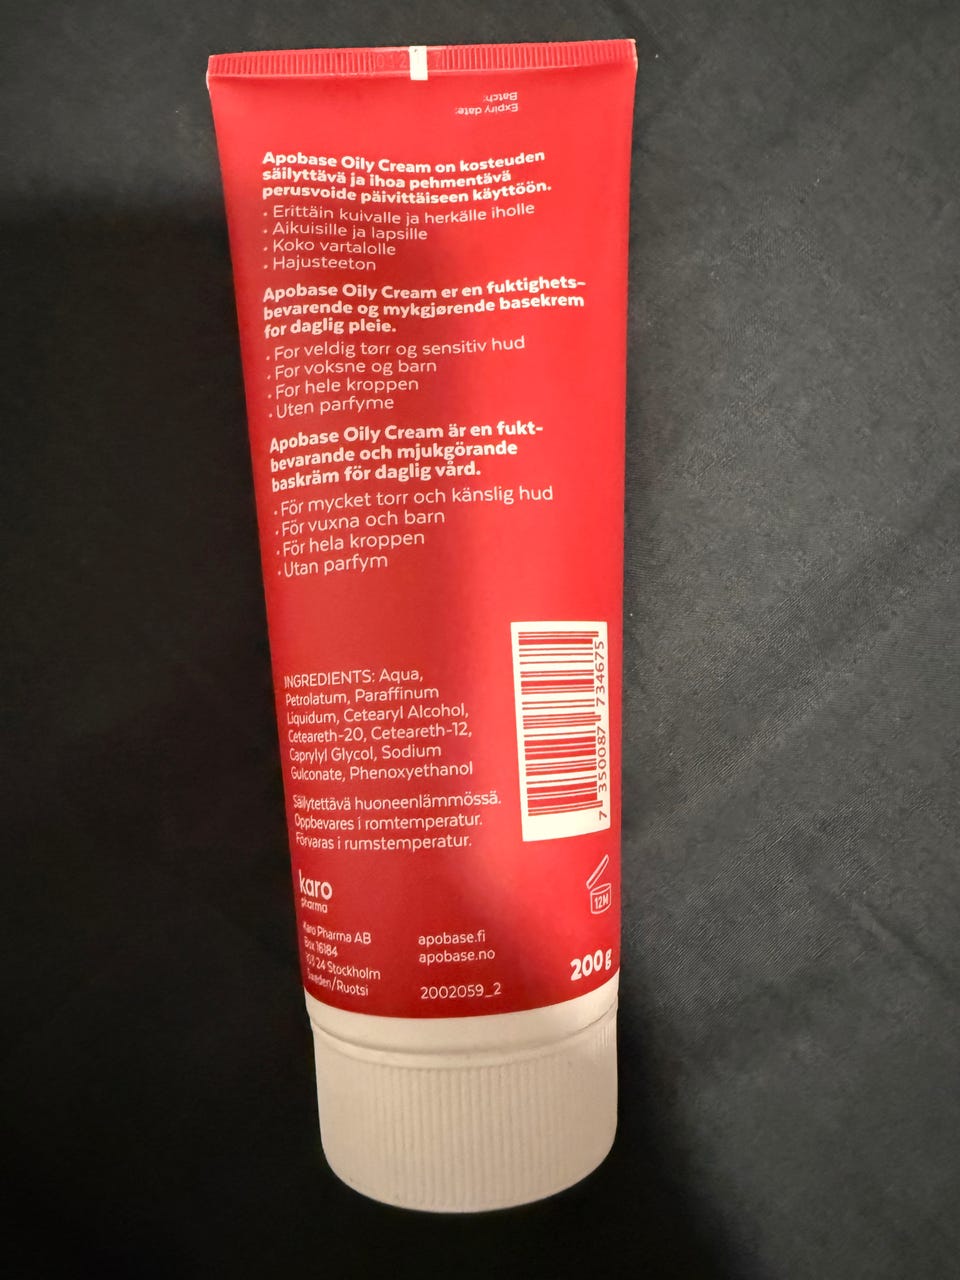 Batch:
Expiry date:
Apobase Oily Cream on kosteuden
säilyttävä ja ihoa pehmentävä
perusvoide päivittäiseen käyttöön.
• Erittäin kuivalle ja herkälle iholle
• Aikuisille ja lapsille
• Koko vartalolle
• Hajusteeton
Apobase Oily Cream er en fuktighets-
bevarende og mykgjørende basekrem
for daglig pleie.
• For veldig tørr og sensitiv hud
• For voksne og barn
• For hele kroppen
• Uten parfyme
Apobase Oily Cream är en fukt-
bevarande och mjukgörande
baskräm för daglig vård.
• För mycket torr och känslig hud
• För vuxna och barn
• För hela kroppen
• Utan parfym
INGREDIENTS: Aqua,
Petrolatum, Paraffinum
Liquidum, Cetearyl Alcohol,
Ceteareth-20, Ceteareth-12,
Caprylyl Glycol, Sodium
Gulconate, Phenoxyethanol
Säilytettävä huoneenlämmössä.
Oppbevares i romtemperatur.
Förvaras i rumstemperatur.
7 350087 734675
karo
pharma
12M
Karo Pharma AB
Box 16184
103 24 Stockholm
Sweden/Ruotsi
apobase.fi
apobase.no
2002059_2
200 g